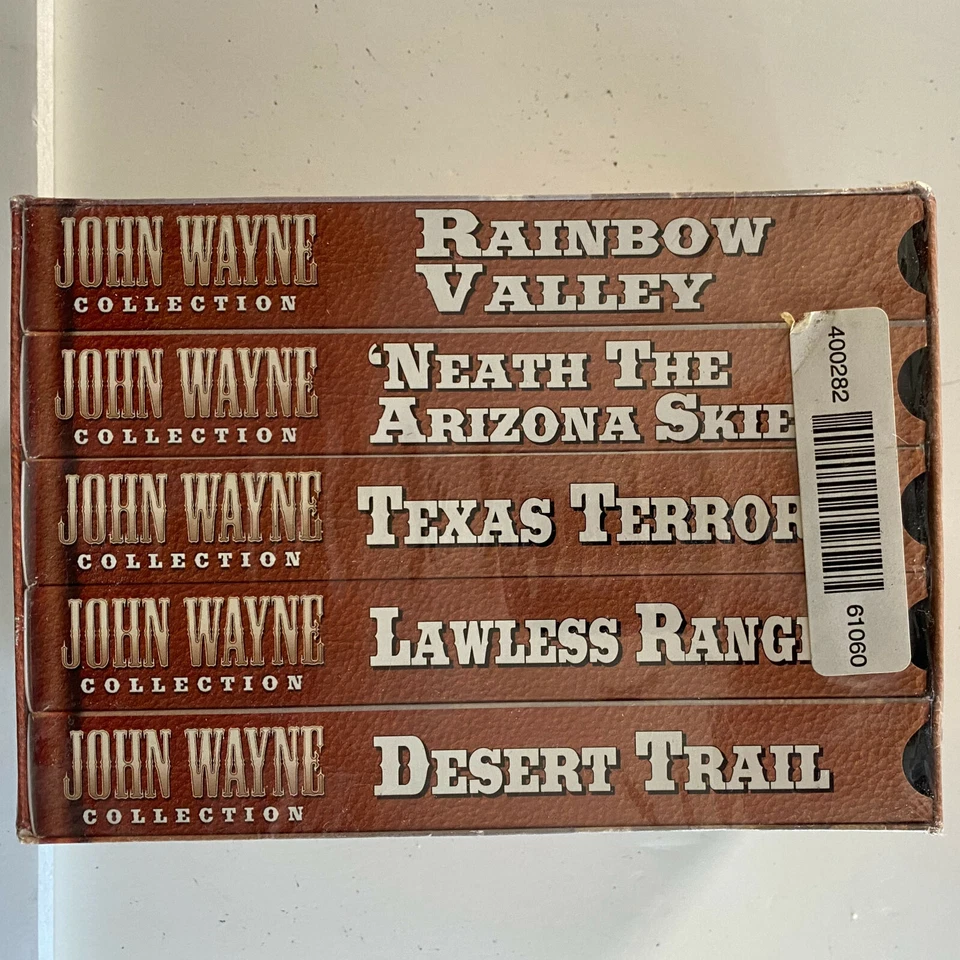 JOHN WAYNE
COLLECTION
RAINBOW
VALLEY
JOHN WAYNE
COLLECTION
‘NEATH THE
ARIZONA SKIE
JOHN WAYNE
COLLECTION
TEXAS TERROR
JOHN WAYNE
COLLECTION
LAWLESS RANGE
JOHN WAYNE
COLLECTION
DESERT TRAIL
400282
61060